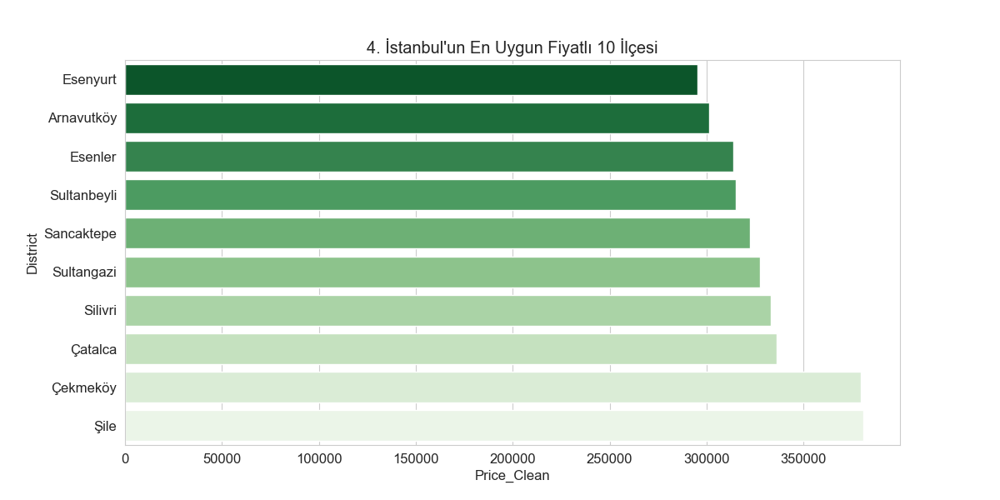 4. İstanbul'un En Uygun Fiyatlı 10 İlçesi
Esenyurt
Arnavutköy
Esenler
Sultanbeyli
Sancaktepe
Sultangazi
Silivri
Çatalca
Çekmeköy
Şile
District
0 50000 100000 150000 200000 250000 300000 350000
Price_Clean